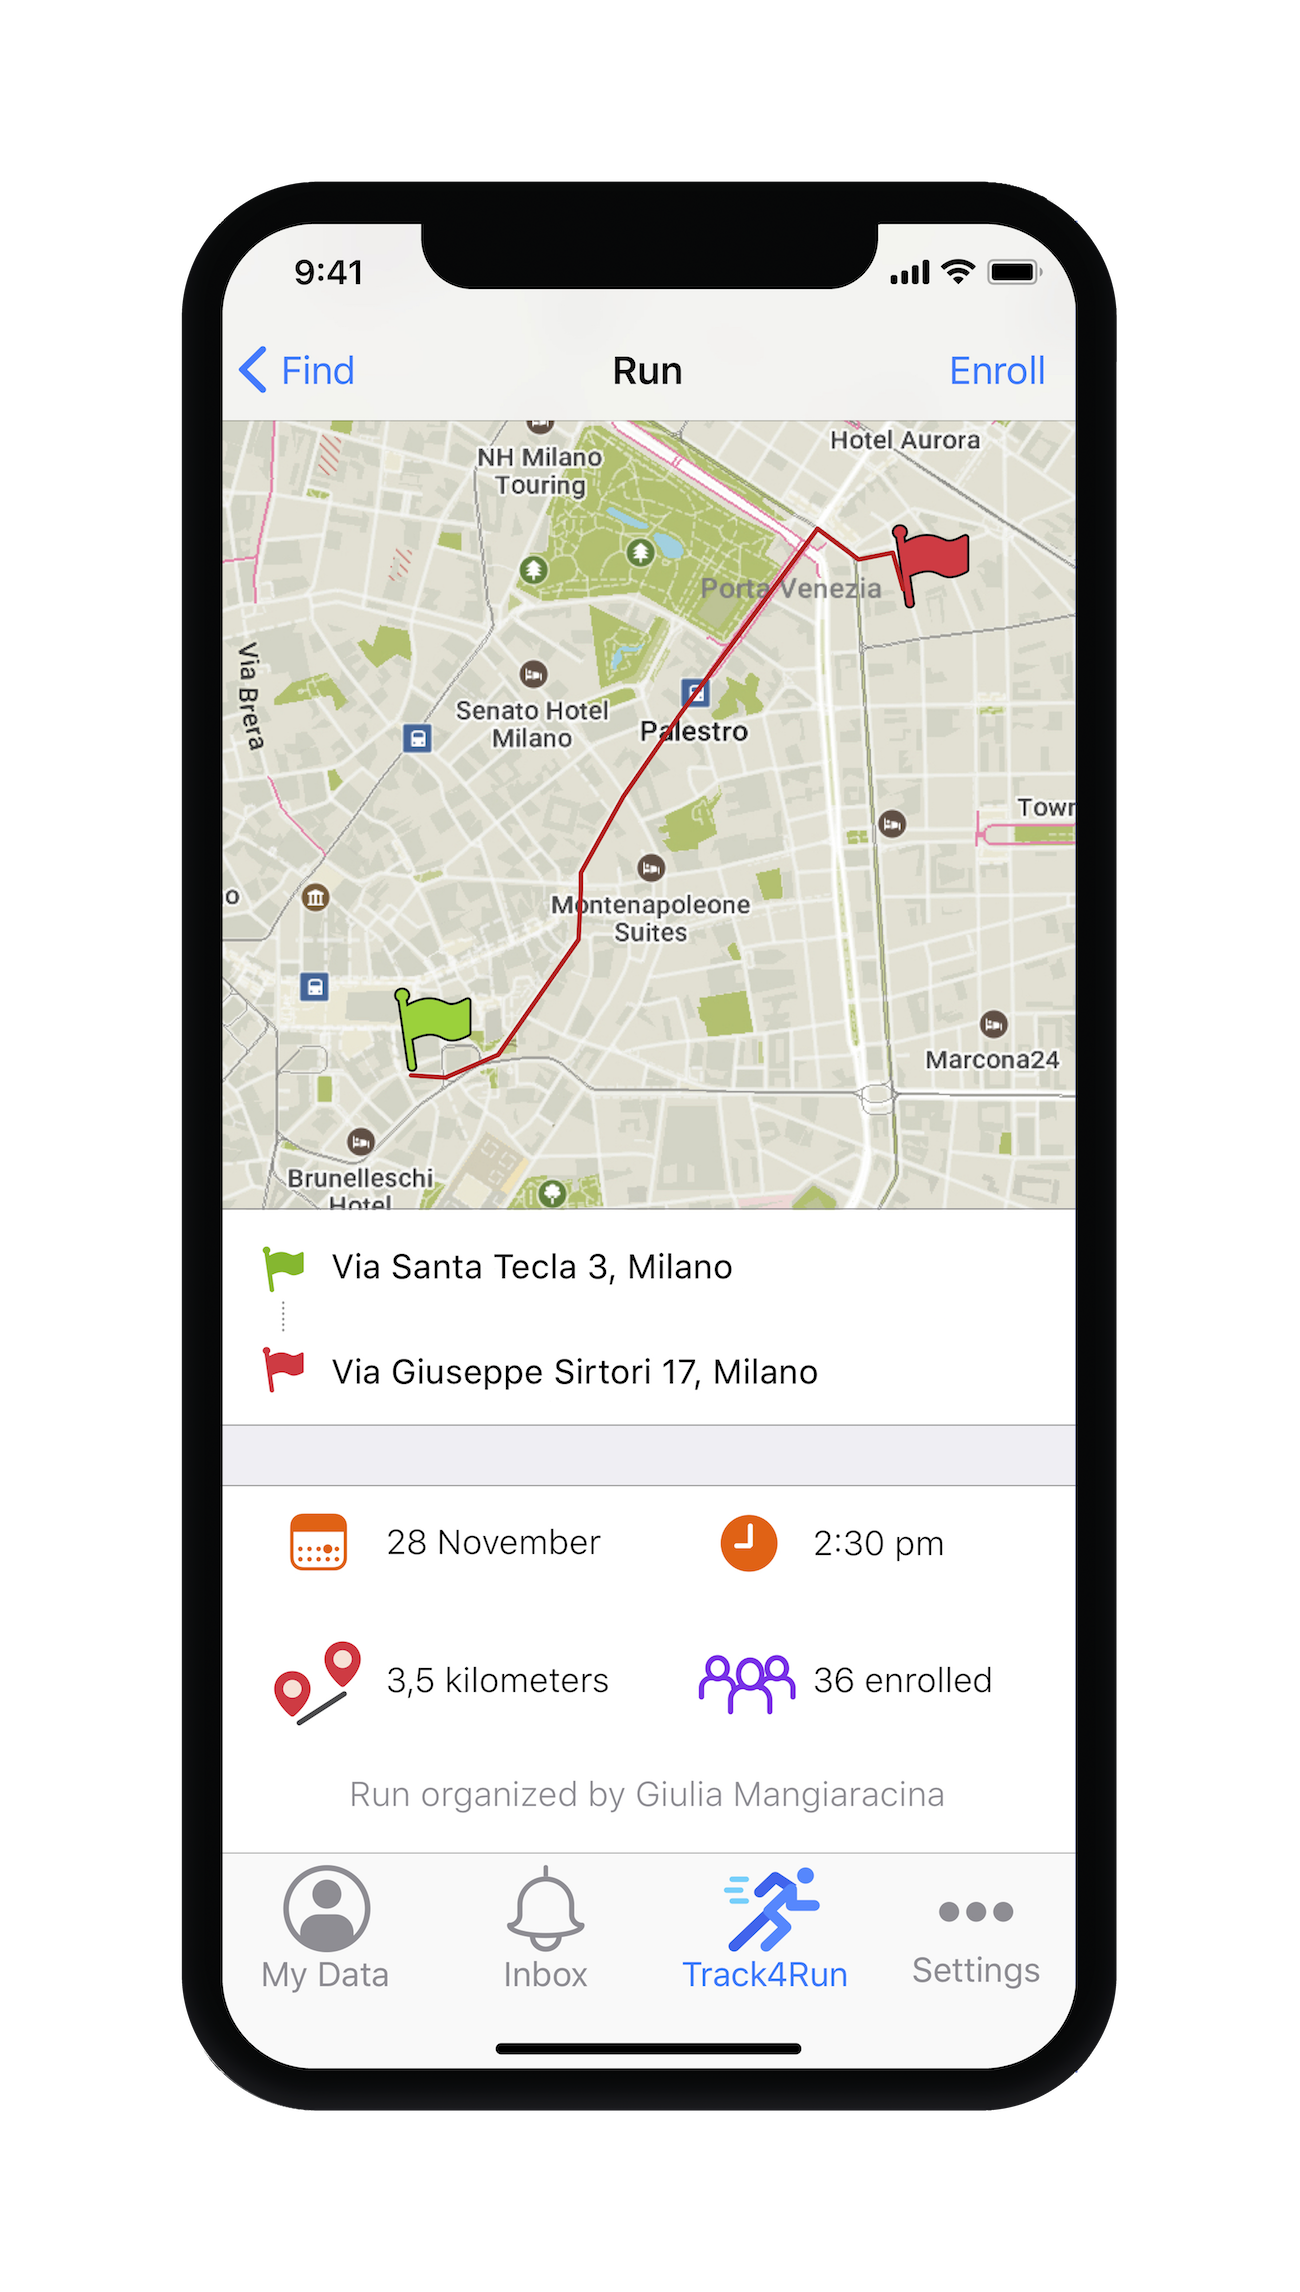 9:41
Find
Run
Enroll
Hotel Aurora
NH Milano
Touring
Porta Venezia
Via Brera
Senato Hotel
Milano
Palestro
Town
o
Montenapoleone
Suites
Marcona24
Brunelleschi
Hotel
Via Santa Tecla 3, Milano
Via Giuseppe Sirtori 17, Milano
28 November
2:30 pm
3,5 kilometers
36 enrolled
Run organized by Giulia Mangiaracina
My Data
Inbox
Track4Run
Settings